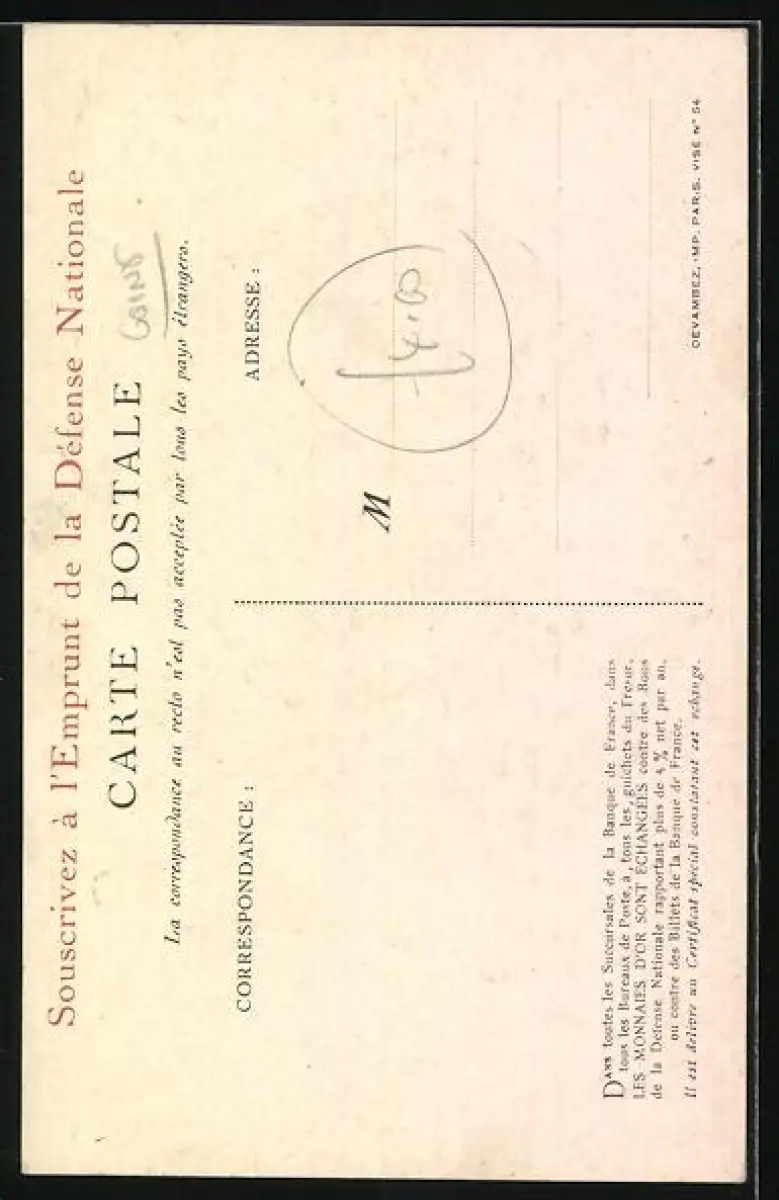 Souscrivez à l'Emprunt de la Défense Nationale
CARTE POSTALE
COINS
La correspondance au recto n'est pas acceptée par tous les pays étrangers.
CORRESPONDANCE :
ADRESSE :
M
DANS toutes les Succursales de la Banque de France, dans
tous les Bureaux de Poste, à tous les guichets du Trésor,
LES MONNAIES D'OR SONT ECHANGÉES contre des Bons
de la Défense Nationale rapportant plus de 4 % net par an,
ou contre des Billets de la Banque de France.
Il est délivré un Certificat spécial constatant cet échange.
DEVAMBEZ, IMP. PARIS. VISÉ N° 54